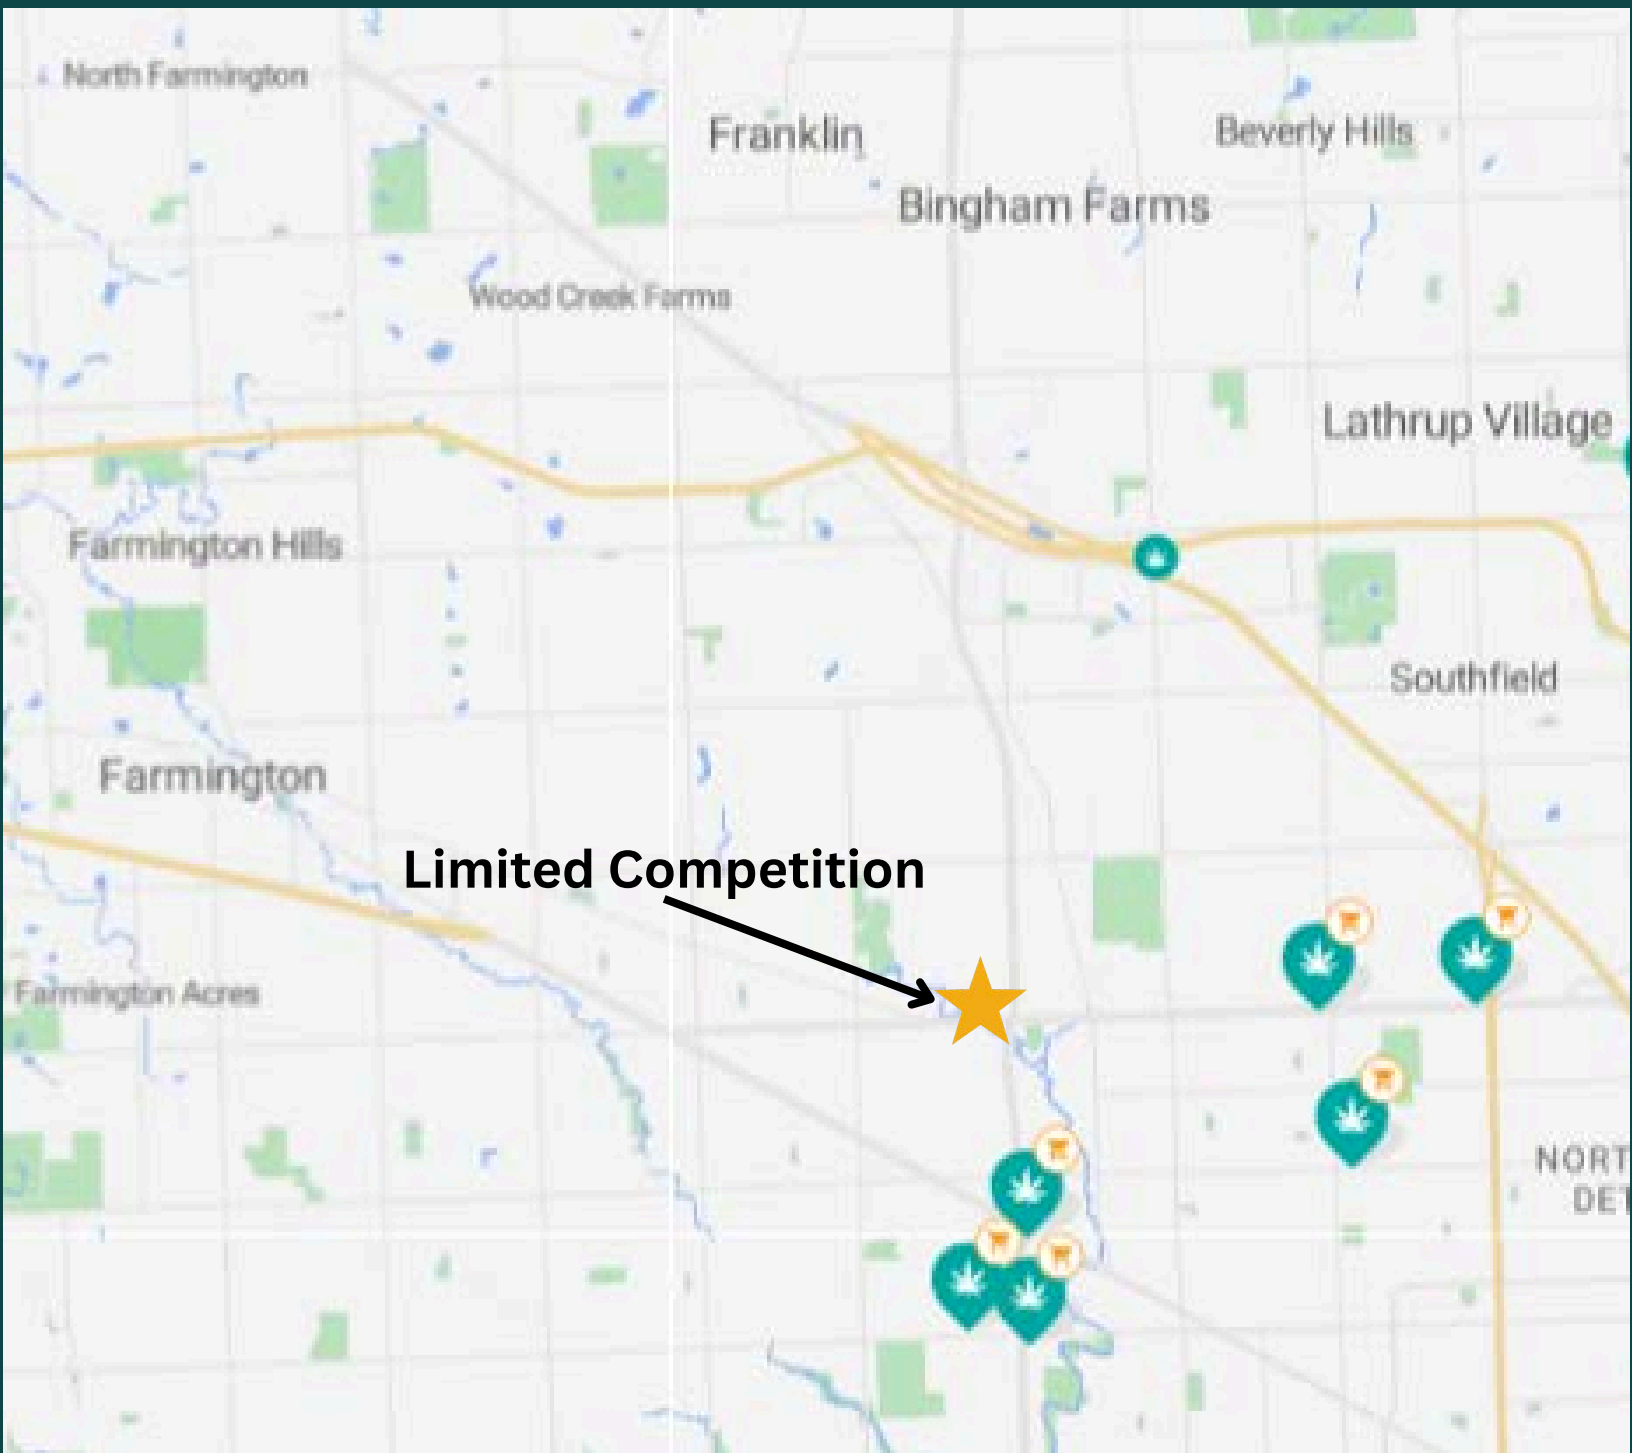 North Farmington
Franklin
Beverly Hills
Bingham Farms
Wood Creek Farms
Lathrup Village
Farmington Hills
Southfield
Farmington
Limited Competition
Farmington Acres
NORT
DET